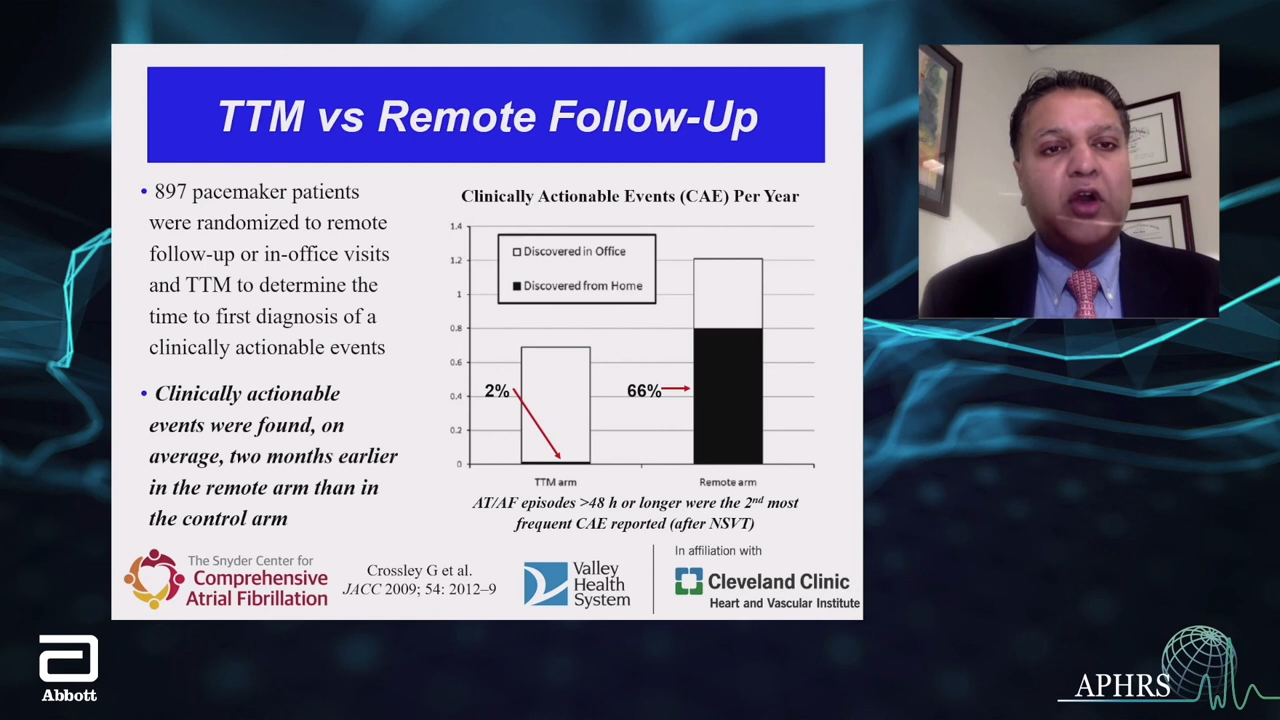 TTM vs Remote Follow-Up
• 897 pacemaker patients
were randomized to remote
follow-up or in-office visits
and TTM to determine the
time to first diagnosis of a
clinically actionable events
• Clinically actionable
events were found, on
average, two months earlier
in the remote arm than in
the control arm
Clinically Actionable Events (CAE) Per Year
1.4
1.2
1
0.8
0.6
0.4
0.2
0
Discovered in Office
Discovered from Home
2%
66%
TTM arm
Remote arm
AT/AF episodes >48 h or longer were the 2nd most
frequent CAE reported (after NSVT)
The Snyder Center for
Comprehensive
Atrial Fibrillation
Crossley G et al.
JACC 2009; 54: 2012–9
Valley
Health
System
In affiliation with
Cleveland Clinic
Heart and Vascular Institute
Abbott
APHRS